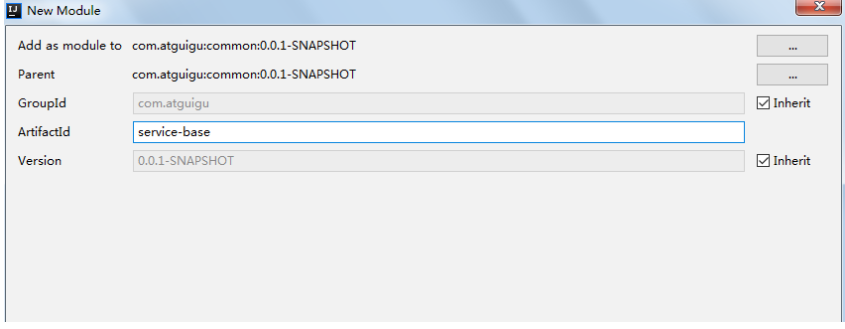 New Module
Add as module to com.atguigu:common:0.0.1-SNAPSHOT ...
Parent com.atguigu:common:0.0.1-SNAPSHOT ...
GroupId com.atguigu Inherit
ArtifactId service-base
Version 0.0.1-SNAPSHOT Inherit